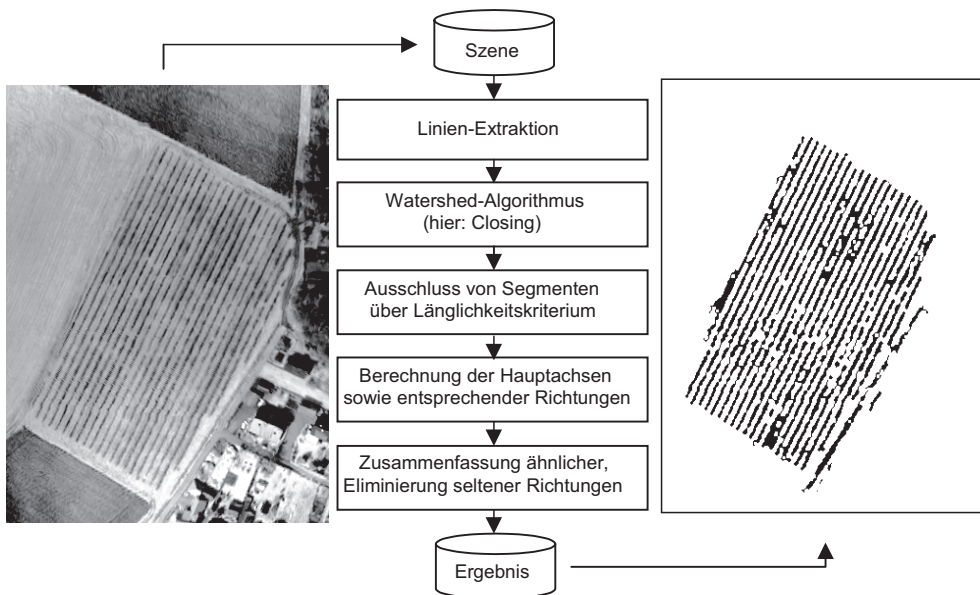 Szene
Linien-Extraktion
Watershed-Algorithmus
(hier: Closing)
Ausschluss von Segmenten
über Länglichkeitskriterium
Berechnung der Hauptachsen
sowie entsprechender Richtungen
Zusammenfassung ähnlicher,
Eliminierung seltener Richtungen
Ergebnis